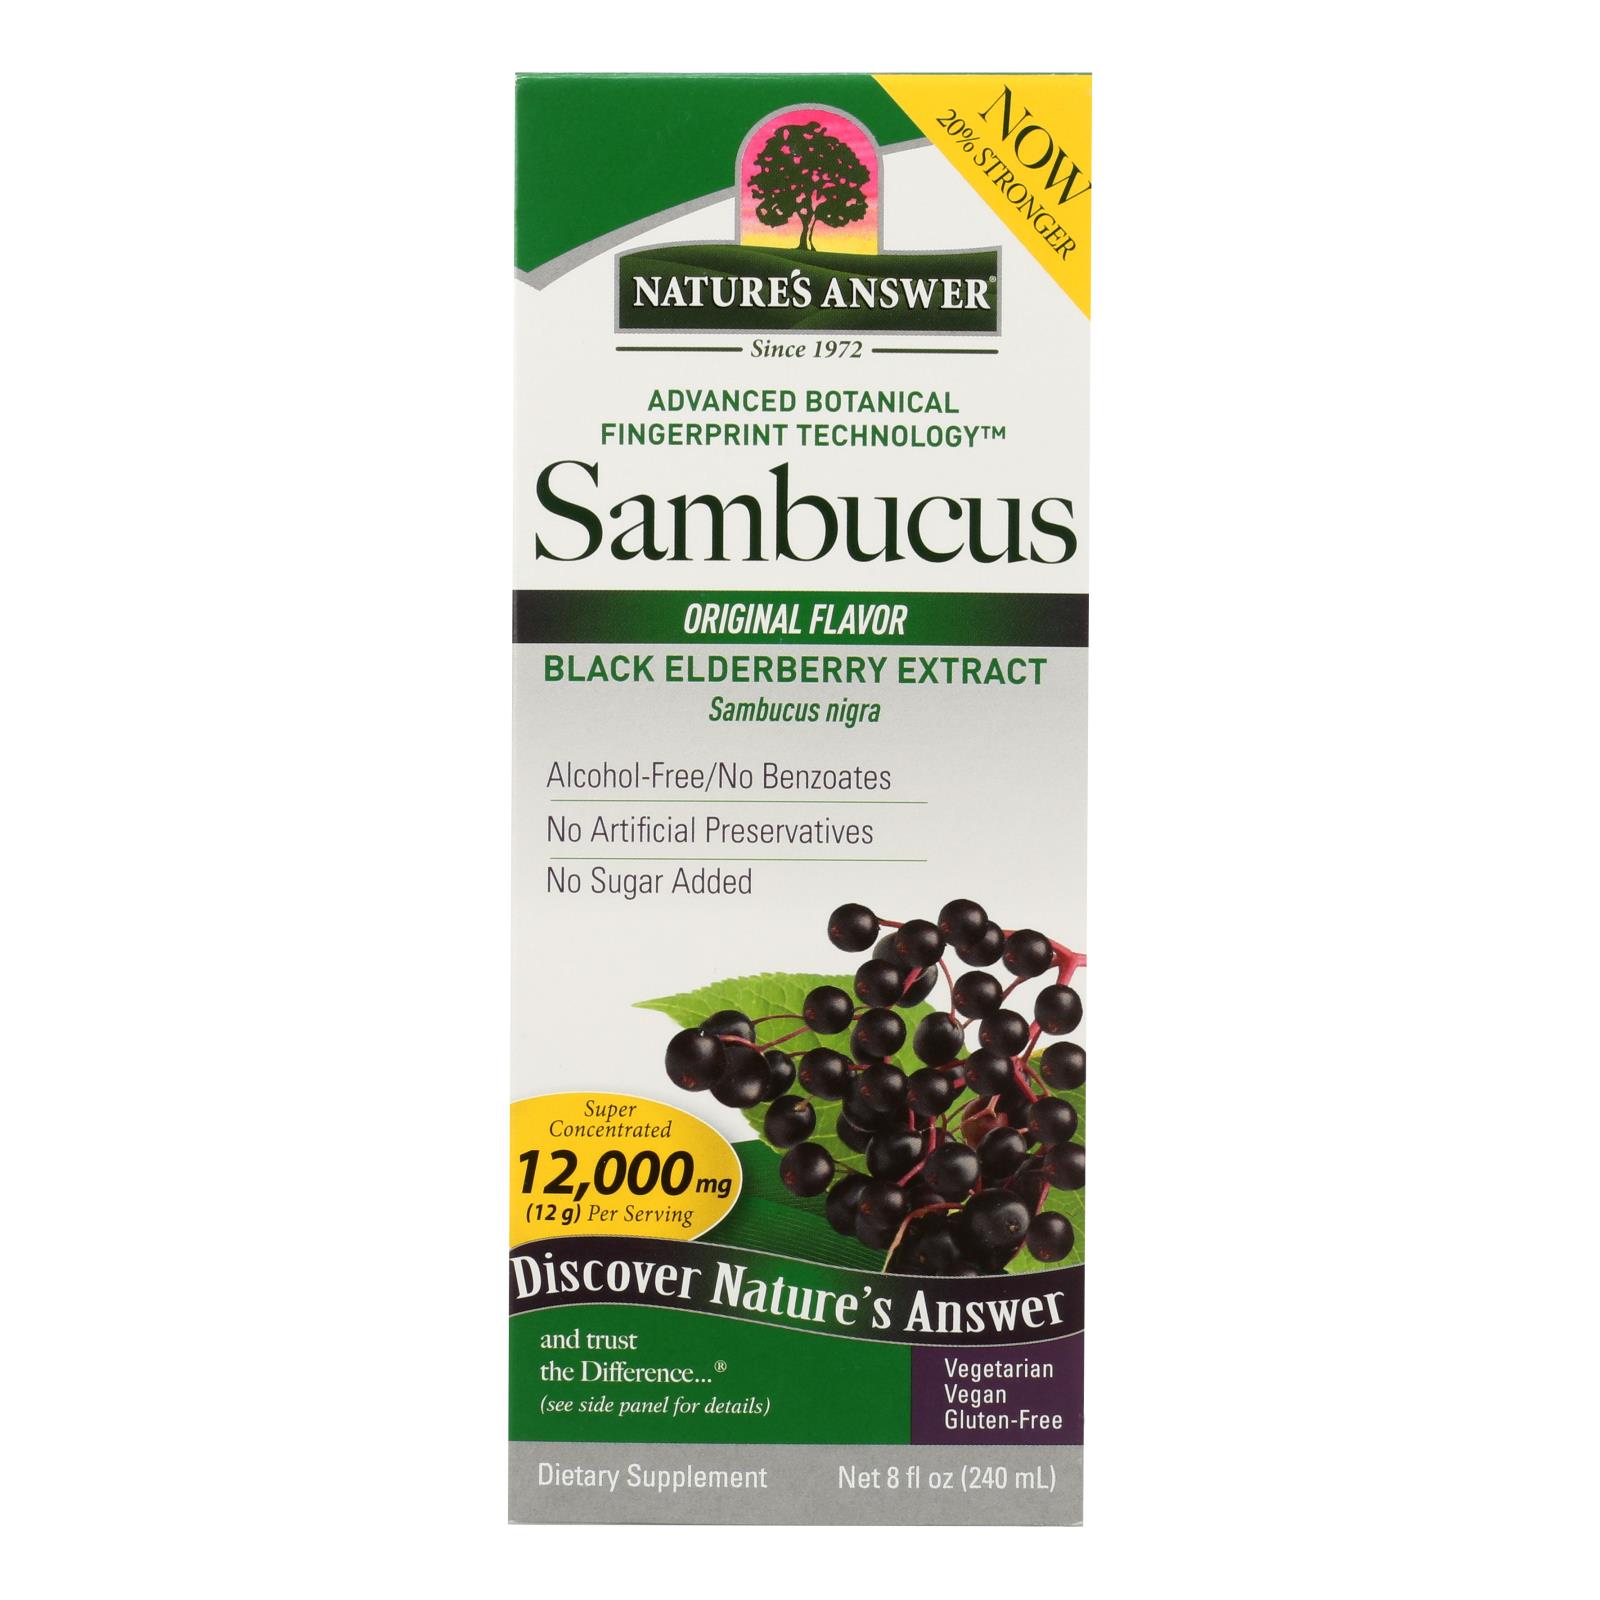 NOW
20% STRONGER
NATURE'S ANSWER®
Since 1972
ADVANCED BOTANICAL
FINGERPRINT TECHNOLOGY™
Sambucus
ORIGINAL FLAVOR
BLACK ELDERBERRY EXTRACT
Sambucus nigra
Alcohol-Free/No Benzoates
No Artificial Preservatives
No Sugar Added
Super
Concentrated
12,000 mg
(12 g) Per Serving
Discover Nature's Answer
and trust
the Difference...®
(see side panel for details)
Vegetarian
Vegan
Gluten-Free
Dietary Supplement
Net 8 fl oz (240 mL)